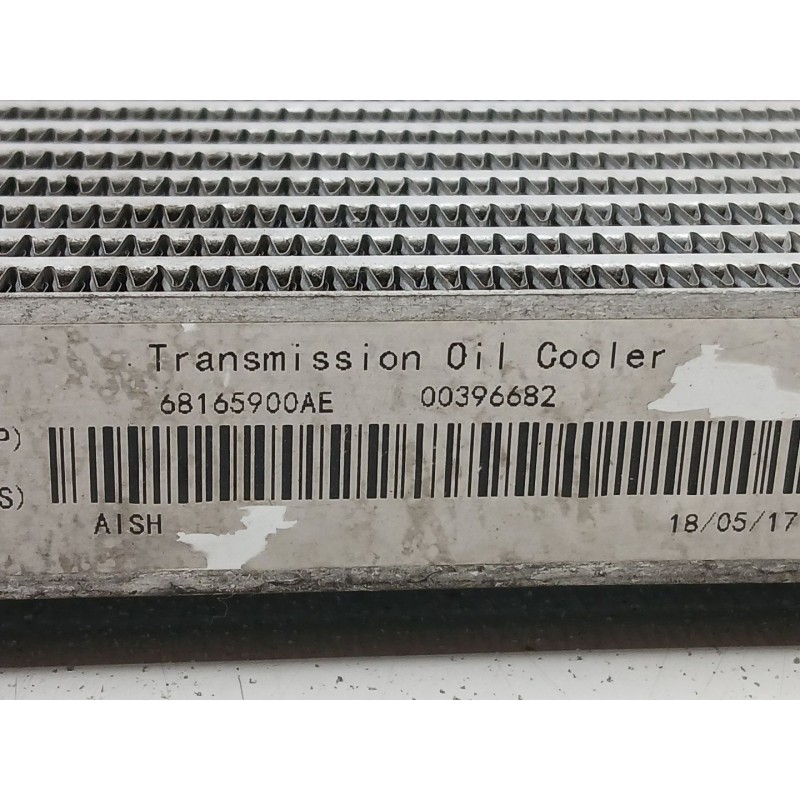 Transmission Oil Cooler
68165900AE 00396682
P)
S)
AISH 18/05/17